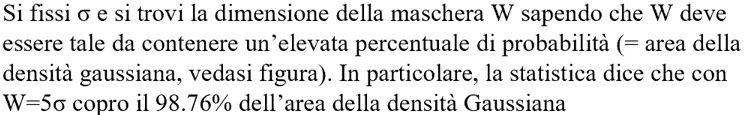 Si fissi σ e si trovi la dimensione della maschera W sapendo che W deve
essere tale da contenere un'elevata percentuale di probabilità (= area della
densità gaussiana, vedasi figura). In particolare, la statistica dice che con
W=5σ copro il 98.76% dell'area della densità Gaussiana